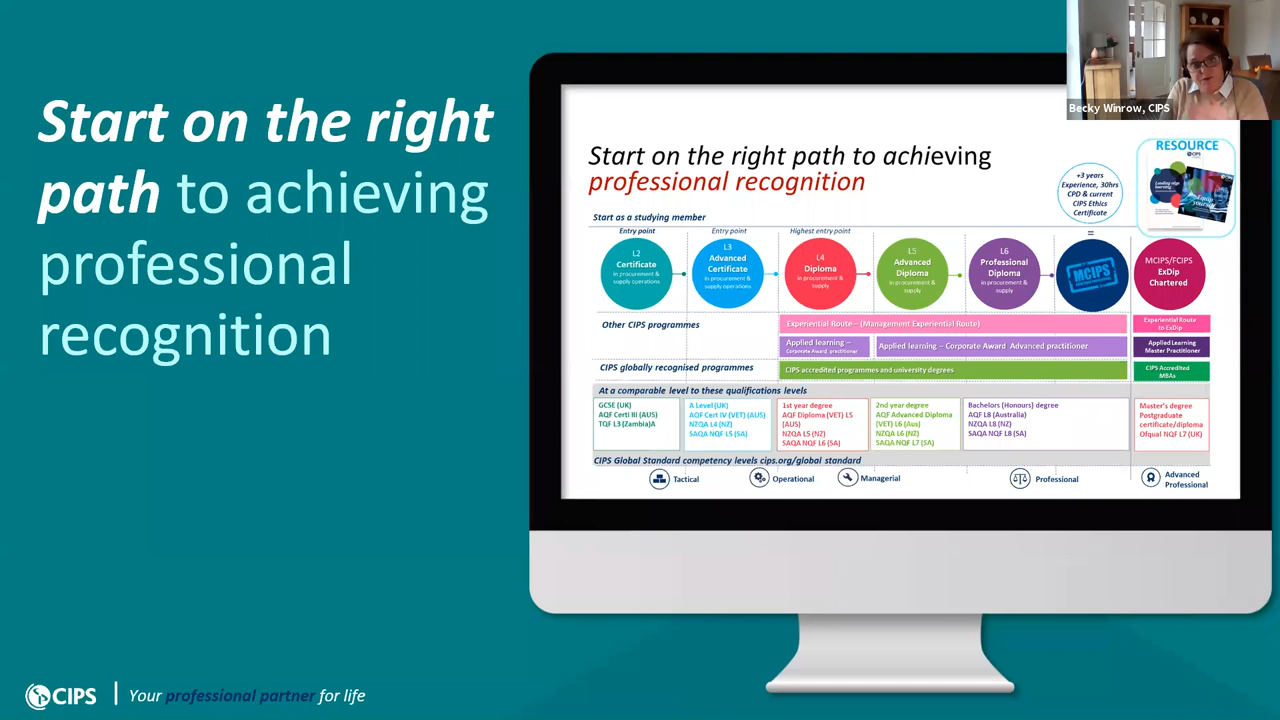 Start on the right
path to achieving
professional
recognition
Becky Winrow, CIPS
Start on the right path to achieving
professional recognition
+3 years
Experience, 30hrs
CPD & current
CIPS Ethics
Certificate
=
RESOURCE
CIPS
Start as a studying member
Entry point
Entry point
Highest entry point
L2
Certificate
in procurement &
supply operations
L3
Advanced
Certificate
in procurement &
supply operations
L4
Diploma
in procurement &
supply
L5
Advanced
Diploma
in procurement &
supply
L6
Professional
Diploma
in procurement &
supply
MCIPS
MCIPS/FCIPS
ExDip
Chartered
Other CIPS programmes
Experiential Route – (Management Experiential Route)
Experiential Route
to ExDip
Applied learning –
Corporate Award practitioner
Applied learning – Corporate Award Advanced practitioner
Applied Learning
Master Practitioner
CIPS globally recognised programmes
CIPS accredited programmes and university degrees
CIPS Accredited
MBAs
At a comparable level to these qualifications levels
GCSE (UK)
AQF Certi III (AUS)
TQF L3 (Zambia)A
A Level (UK)
AQF Cert IV (VET) (AUS)
NZQA L4 (NZ)
SAQA NQF L5 (SA)
1st year degree
AQF Diploma (VET) L5
(AUS)
NZQA L5 (NZ)
SAQA NQF L6 (SA)
2nd year degree
AQF Advanced Diploma
(VET) L6 (Aus)
NZQA L6 (NZ)
SAQA NQF L7 (SA)
Bachelors (Honours) degree
AQF L8 (Australia)
NZQA L8 (NZ)
SAQA NQF L8 (SA)
Master's degree
Postgraduate
certificate/diploma
Ofqual NQF L7 (UK)
CIPS Global Standard competency levels cips.org/global standard
Tactical
Operational
Managerial
Professional
Advanced
Professional
CIPS
Your professional partner for life